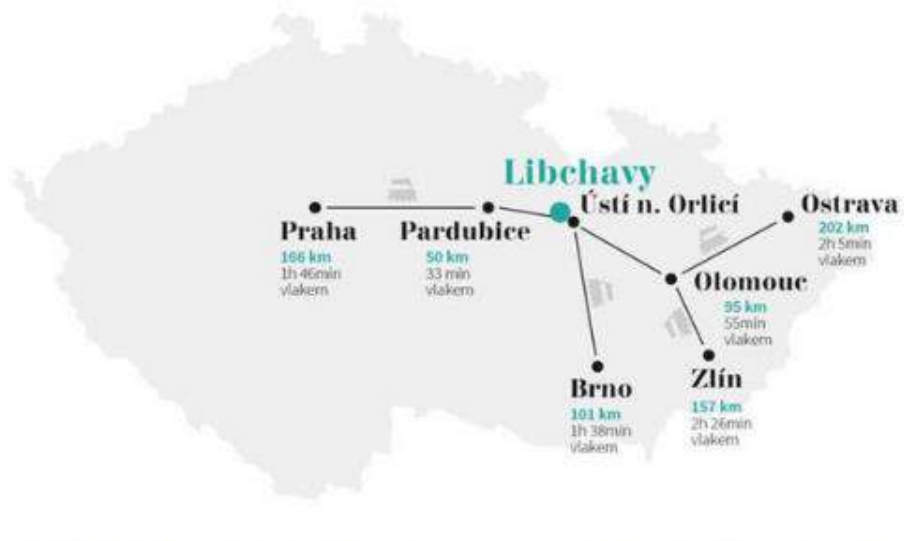 Libchavy
Ústí n. Orlicí
Ostrava
202 km
2h 5min
vlakem
Praha
166 km
1h 46min
vlakem
Pardubice
50 km
33 min
vlakem
Olomouc
95 km
55min
vlakem
Brno
101 km
1h 38min
vlakem
Zlín
157 km
2h 26min
vlakem